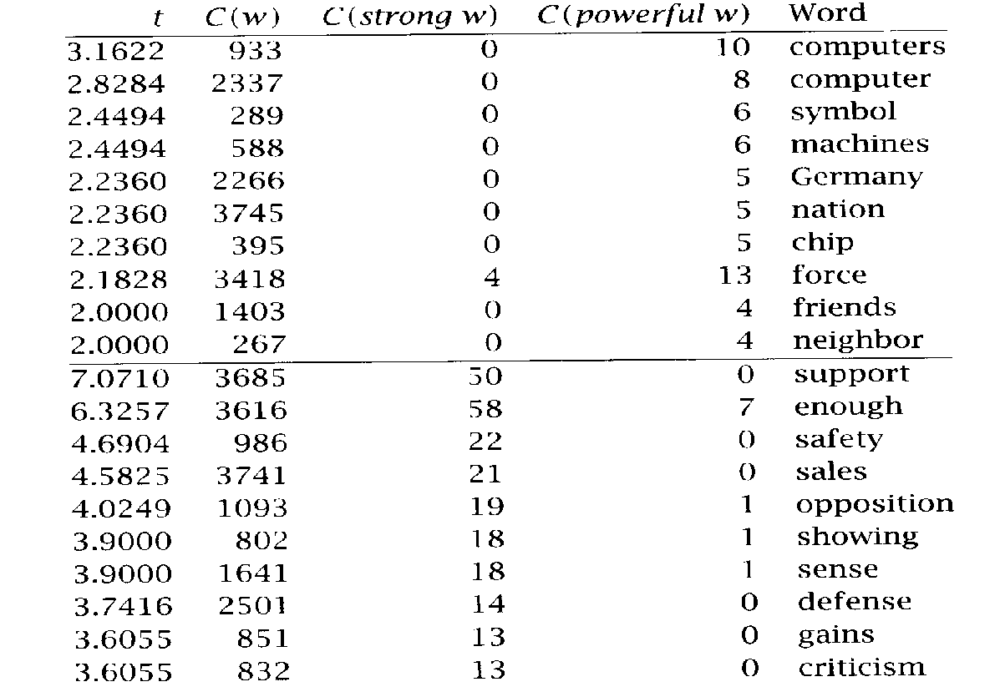 t C(w) C(strong w) C(powerful w) Word
3.1622 933 0 10 computers
2.8284 2337 0 8 computer
2.4494 289 0 6 symbol
2.4494 588 0 6 machines
2.2360 2266 0 5 Germany
2.2360 3745 0 5 nation
2.2360 395 0 5 chip
2.1828 3418 4 13 force
2.0000 1403 0 4 friends
2.0000 267 0 4 neighbor
7.0710 3685 50 0 support
6.3257 3616 58 7 enough
4.6904 986 22 0 safety
4.5825 3741 21 0 sales
4.0249 1093 19 1 opposition
3.9000 802 18 1 showing
3.9000 1641 18 1 sense
3.7416 2501 14 0 defense
3.6055 851 13 0 gains
3.6055 832 13 0 criticism